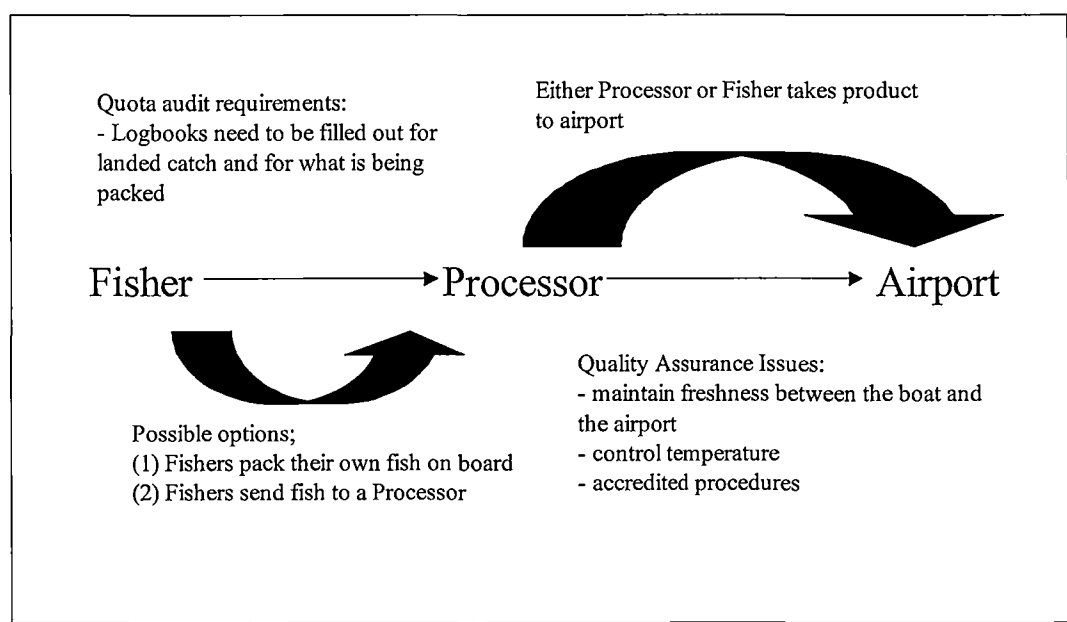 Quota audit requirements:
- Logbooks need to be filled out for
landed catch and for what is being
packed
Either Processor or Fisher takes product
to airport
Fisher
Processor
Airport
Possible options;
(1) Fishers pack their own fish on board
(2) Fishers send fish to a Processor
Quality Assurance Issues:
- maintain freshness between the boat and
the airport
- control temperature
- accredited procedures